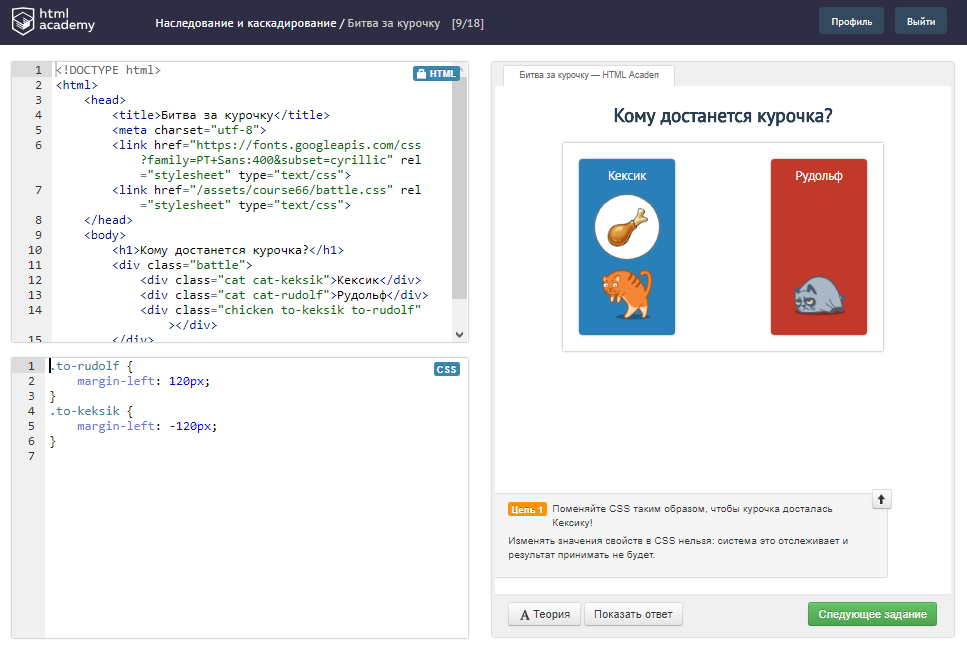 html
academy
Наследование и каскадирование / Битва за курочку [9/18]
Профиль
Выйти
HTML
1 <!DOCTYPE html>
2 <html>
3 <head>
4 <title>Битва за курочку</title>
5 <meta charset="utf-8">
6 <link href="https://fonts.googleapis.com/css
?family=PT+Sans:400&subset=cyrillic" rel
="stylesheet" type="text/css">
7 <link href="/assets/course66/battle.css" rel
="stylesheet" type="text/css">
8 </head>
9 <body>
10 <h1>Кому достанется курочка?</h1>
11 <div class="battle">
12 <div class="cat cat-keksik">Кексик</div>
13 <div class="cat cat-rudolf">Рудольф</div>
14 <div class="chicken to-keksik to-rudolf"
></div>
15 </div>
CSS
1 .to-rudolf {
2 margin-left: 120px;
3 }
4 .to-keksik {
5 margin-left: -120px;
6 }
7
Битва за курочку — HTML Academ
Кому достанется курочка?
Кексик
Рудольф
Цель 1 Поменяйте CSS таким образом, чтобы курочка досталась
Кексику!
Изменять значения свойств в CSS нельзя: система это отслеживает и
результат принимать не будет.
A Теория
Показать ответ
Следующее задание